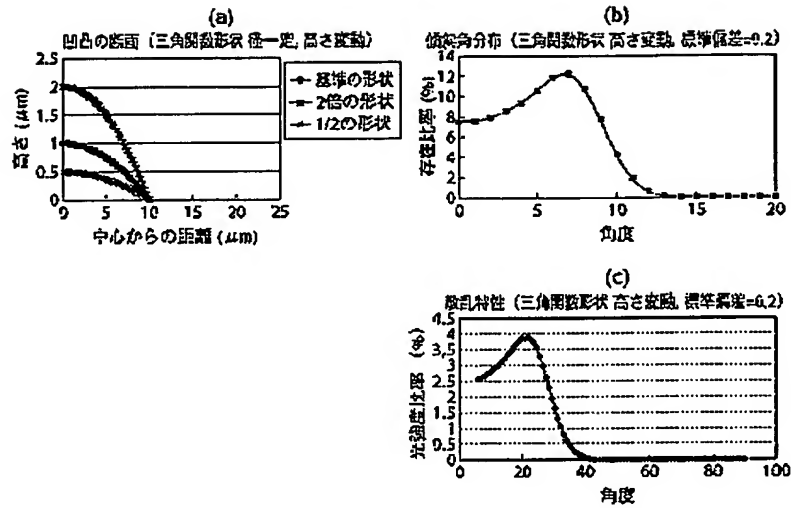 (a)
凹凸の断面 (三角関数形状 径一定, 高さ変動)
高さ (μm)
2.5
2
1.5
1
0.5
0
0 5 10 15 20 25
中心からの距離 (μm)
基準の形状
2倍の形状
1/2の形状
(b)
傾斜角分布 (三角関数形状 高さ変動, 標準偏差=0.2)
存在比率 (%)
14
12
10
8
6
4
2
0
0 5 10 15 20
角度
(c)
散乱特性 (三角関数形状 高さ変動, 標準偏差=0.2)
光強度比率 (%)
4.5
4
3.5
3
2.5
2
1.5
1
0.5
0
0 20 40 60 80 100
角度